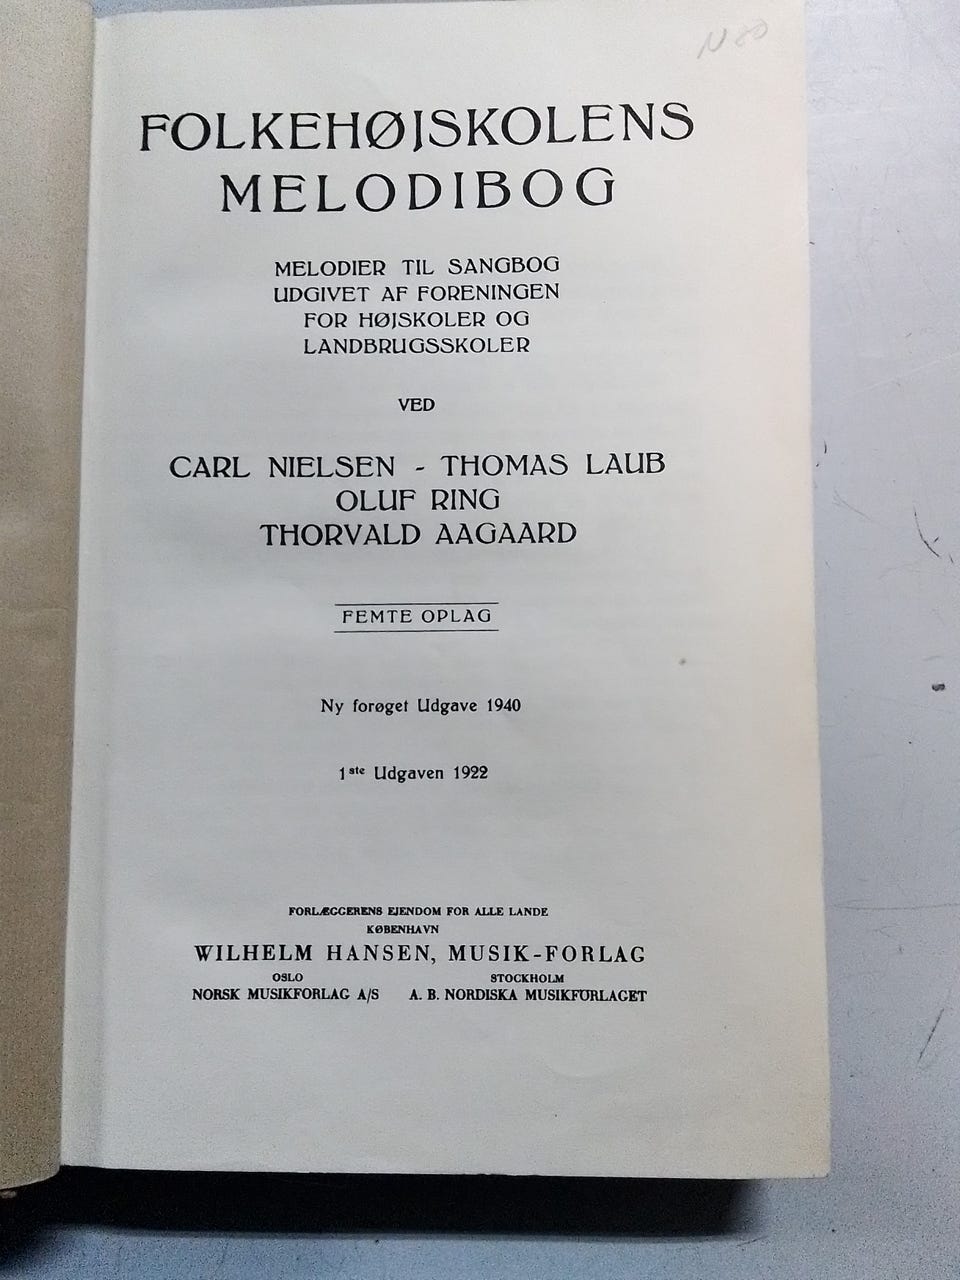 N 80
FOLKEHØJSKOLENS
MELODIBOG
MELODIER TIL SANGBOG
UDGIVET AF FORENINGEN
FOR HØJSKOLER OG
LANDBRUGSSKOLER
VED
CARL NIELSEN - THOMAS LAUB
OLUF RING
THORVALD AAGAARD
FEMTE OPLAG
Ny forøget Udgave 1940
1ste Udgaven 1922
FORLÆGGERENS EJENDOM FOR ALLE LANDE
KØBENHAVN
WILHELM HANSEN, MUSIK-FORLAG
OSLO STOCKHOLM
NORSK MUSIKFORLAG A/S A. B. NORDISKA MUSIKFÖRLAGET